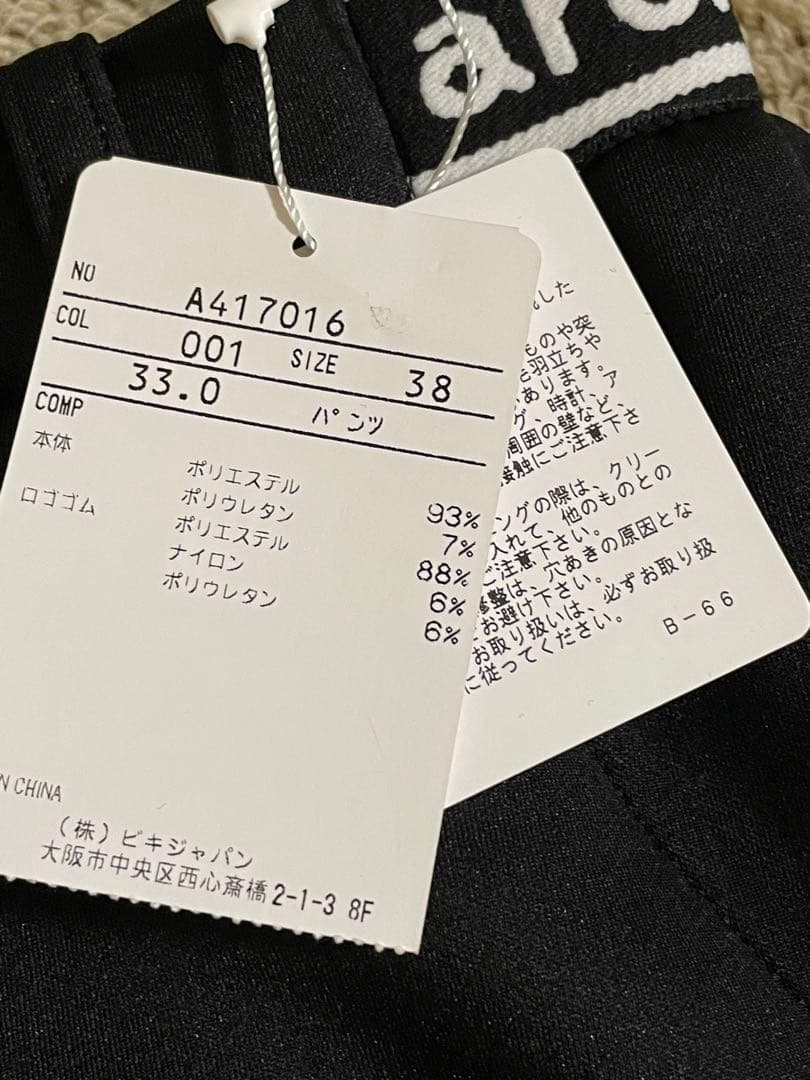 NO A417016
COL 001 SIZE 38
33.0 パンツ
COMP
本体 ポリエステル 93%
ポリウレタン 7%
ロゴゴム ポリエステル 88%
ナイロン 6%
ポリウレタン 6%
N CHINA
(株)ビキジャパン
大阪市中央区西心斎橋2-1-3 8F
した
ものや突
羽立ちや
あります。
グ、時計、ア
周囲の壁など、
接触にご注意下さ
ングの際は、クリー
入れて、他のものとの
ご注意下さい。
修整は、穴あきの原因とな
お避け下さい。
お取り扱いは、必ずお取り扱
に従ってください。
B-66